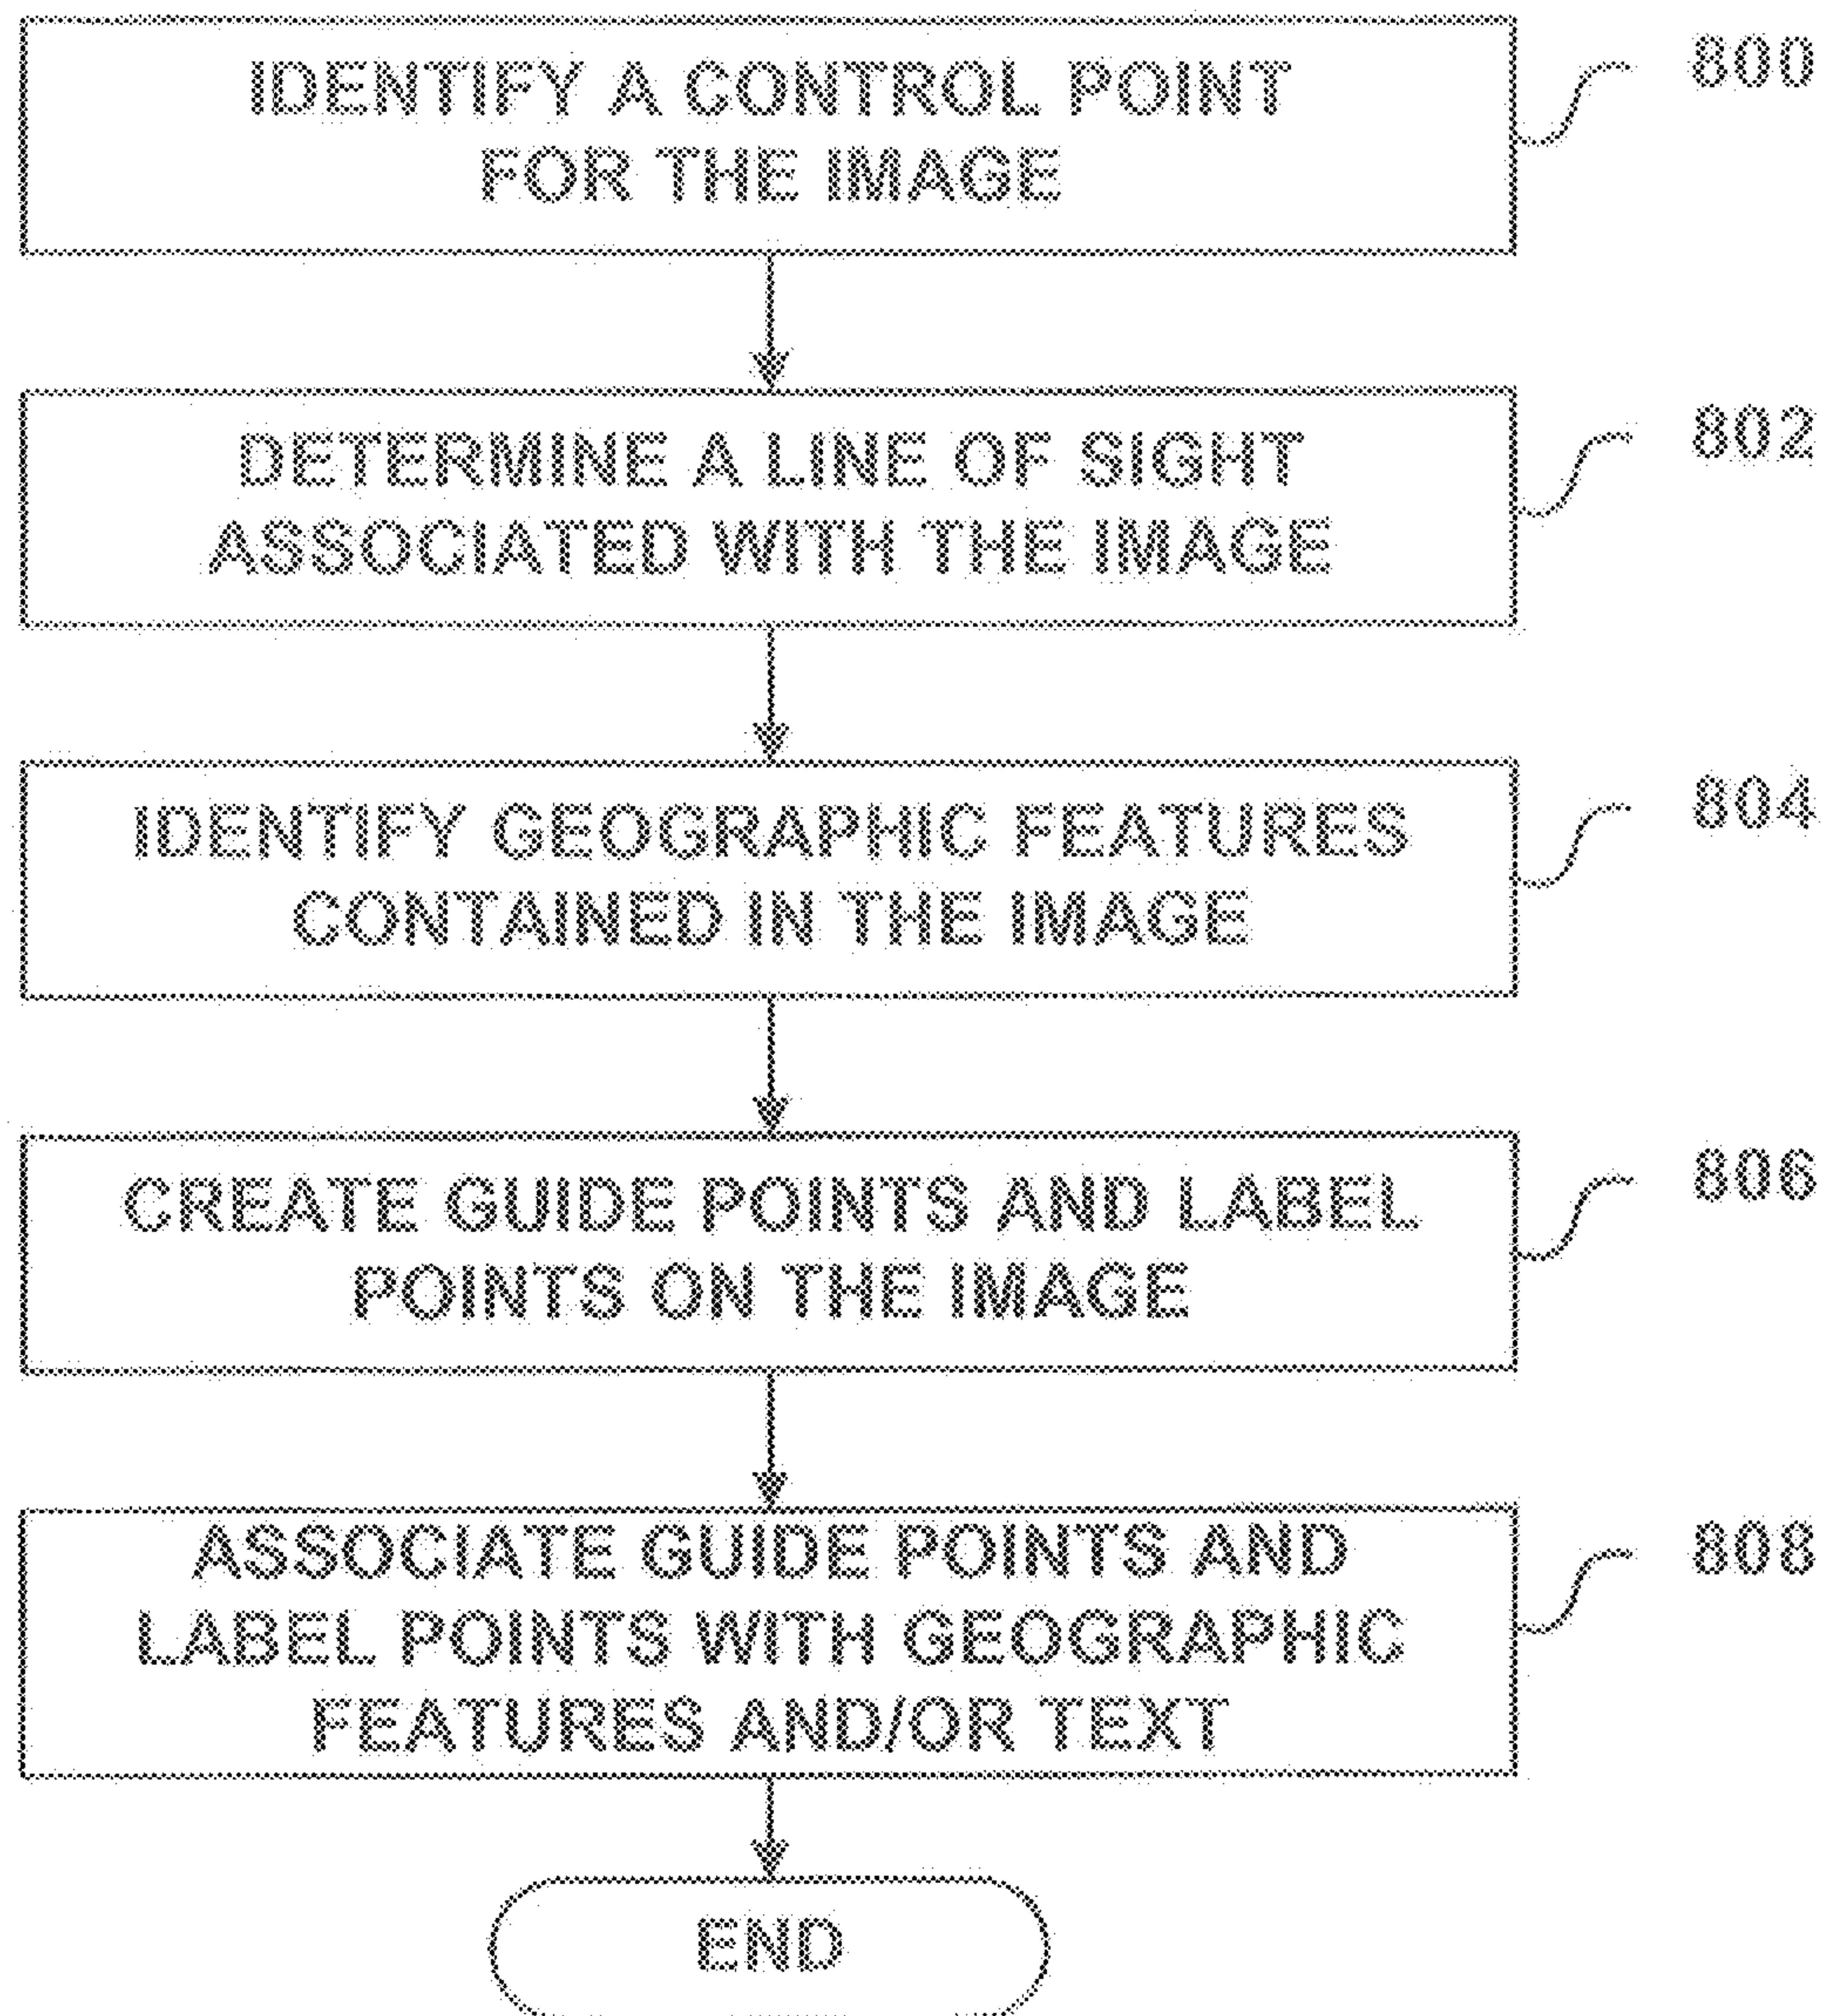 IDENTIFY A CONTROL POINT
FOR THE IMAGE
800
DETERMINE A LINE OF SIGHT
ASSOCIATED WITH THE IMAGE
802
IDENTIFY GEOGRAPHIC FEATURES
CONTAINED IN THE IMAGE
804
CREATE GUIDE POINTS AND LABEL
POINTS ON THE IMAGE
806
ASSOCIATE GUIDE POINTS AND
LABEL POINTS WITH GEOGRAPHIC
FEATURES AND/OR TEXT
808
END